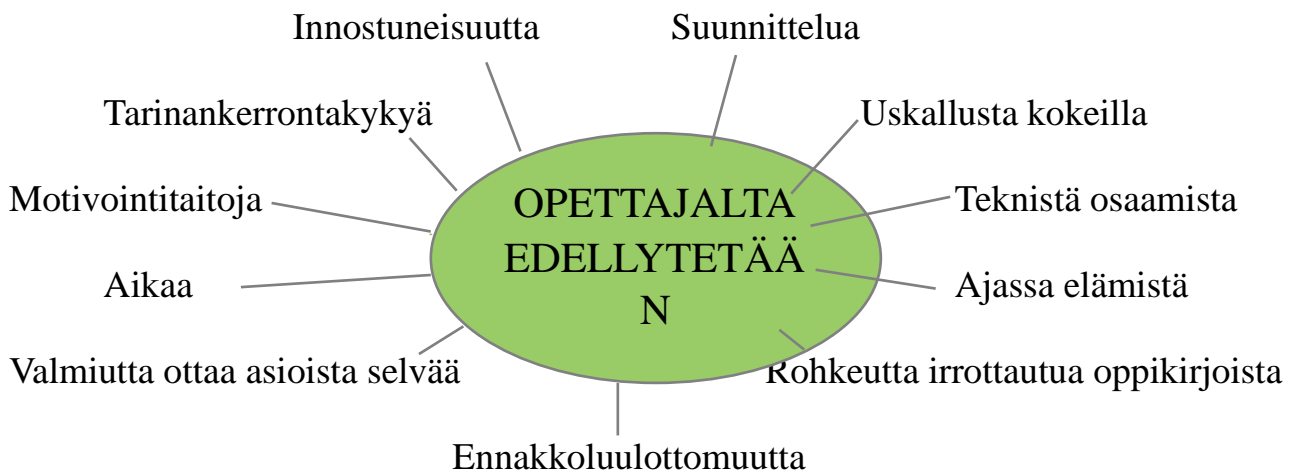 Innostuneisuutta Suunnittelua
Tarinankerrontakykyä Uskallusta kokeilla
Motivointitaitoja OPETTAJALTA Teknistä osaamista
EDELLYTETÄÄ
Aikaa Ajassa elämistä
N
Valmiutta ottaa asioista selvää Rohkeutta irrottautua oppikirjoista
Ennakkoluulottomuutta